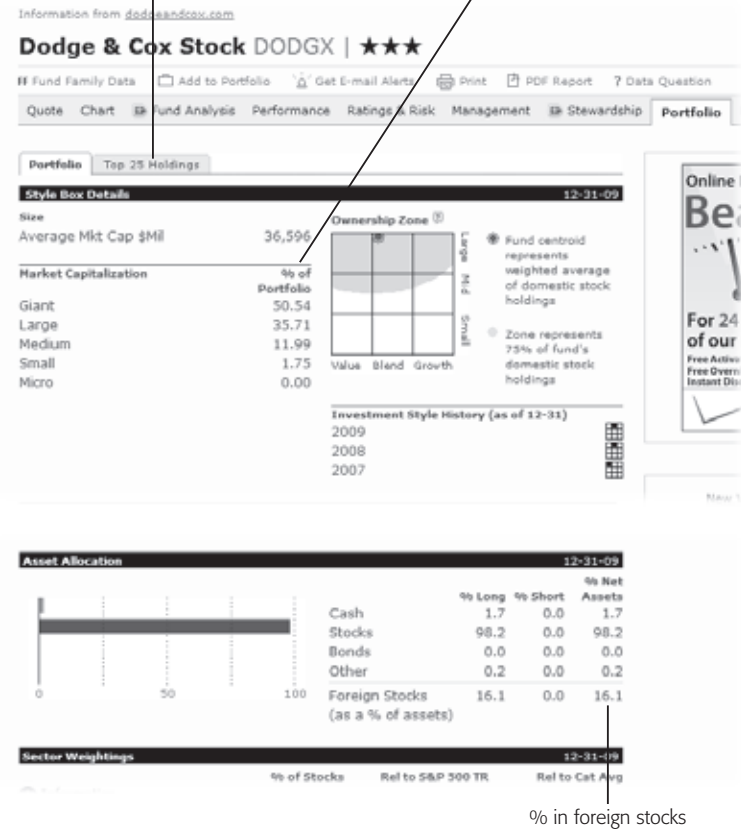 Information from dodgeandcox.com
Dodge & Cox Stock DODGX | ★★★
Fund Family Data Add to Portfolio Get E-mail Alerts Print PDF Report ? Data Question
Quote Chart Fund Analysis Performance Ratings & Risk Management Stewardship Portfolio
Portfolio Top 25 Holdings
Style Box Details 12-31-09
Size
Average Mkt Cap $Mil 36,596
Market Capitalization % of Portfolio
Giant 50.54
Large 35.71
Medium 11.99
Small 1.75
Micro 0.00
Ownership Zone ?
Large
Mid
Small
Value Blend Growth
Fund centroid
represents
weighted average
of domestic stock
holdings
Zone represents
75% of fund's
domestic stock
holdings
Investment Style History (as of 12-31)
2009
2008
2007
Online
Be
For 24
of our
Free
Free
Instant
New
Asset Allocation 12-31-09
% Long % Short % Net Assets
Cash 1.7 0.0 1.7
Stocks 98.2 0.0 98.2
Bonds 0.0 0.0 0.0
Other 0.2 0.0 0.2
Foreign Stocks 16.1 0.0 16.1
(as a % of assets)
0 50 100
Sector Weightings 12-31-09
% of Stocks Rel to S&P 500 TR Rel to Cat Avg
% in foreign stocks